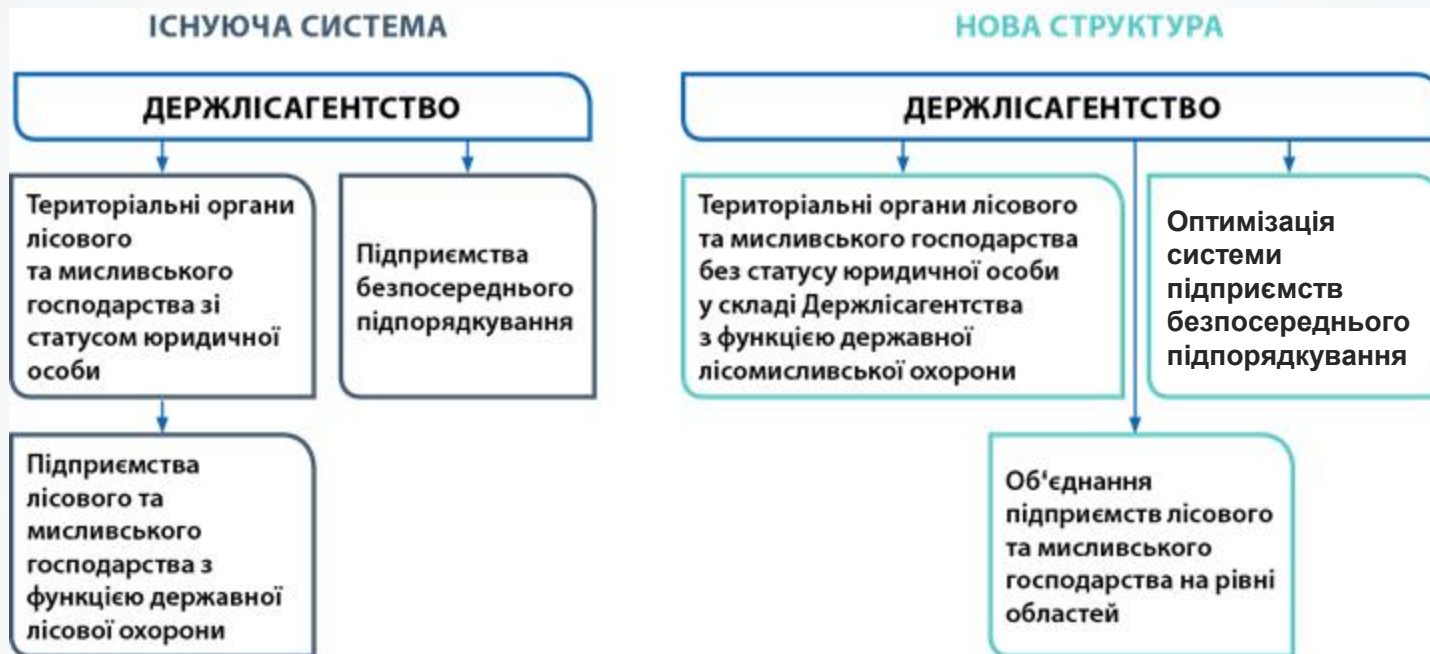 ІСНУЮЧА СИСТЕМА
ДЕРЖЛІСАГЕНТСТВО
Територіальні органи
лісового
та мисливського
господарства зі
статусом юридичної
особи
Підприємства
безпосереднього
підпорядкування
Підприємства
лісового та
мисливського
господарства з
функцією державної
лісової охорони
НОВА СТРУКТУРА
ДЕРЖЛІСАГЕНТСТВО
Територіальні органи лісового
та мисливського господарства
без статусу юридичної особи
у складі Держлісагентства
з функцією державної
лісомисливської охорони
Оптимізація
системи
підприємств
безпосереднього
підпорядкування
Об‘єднання
підприємств лісового
та мисливського
господарства на рівні
областей